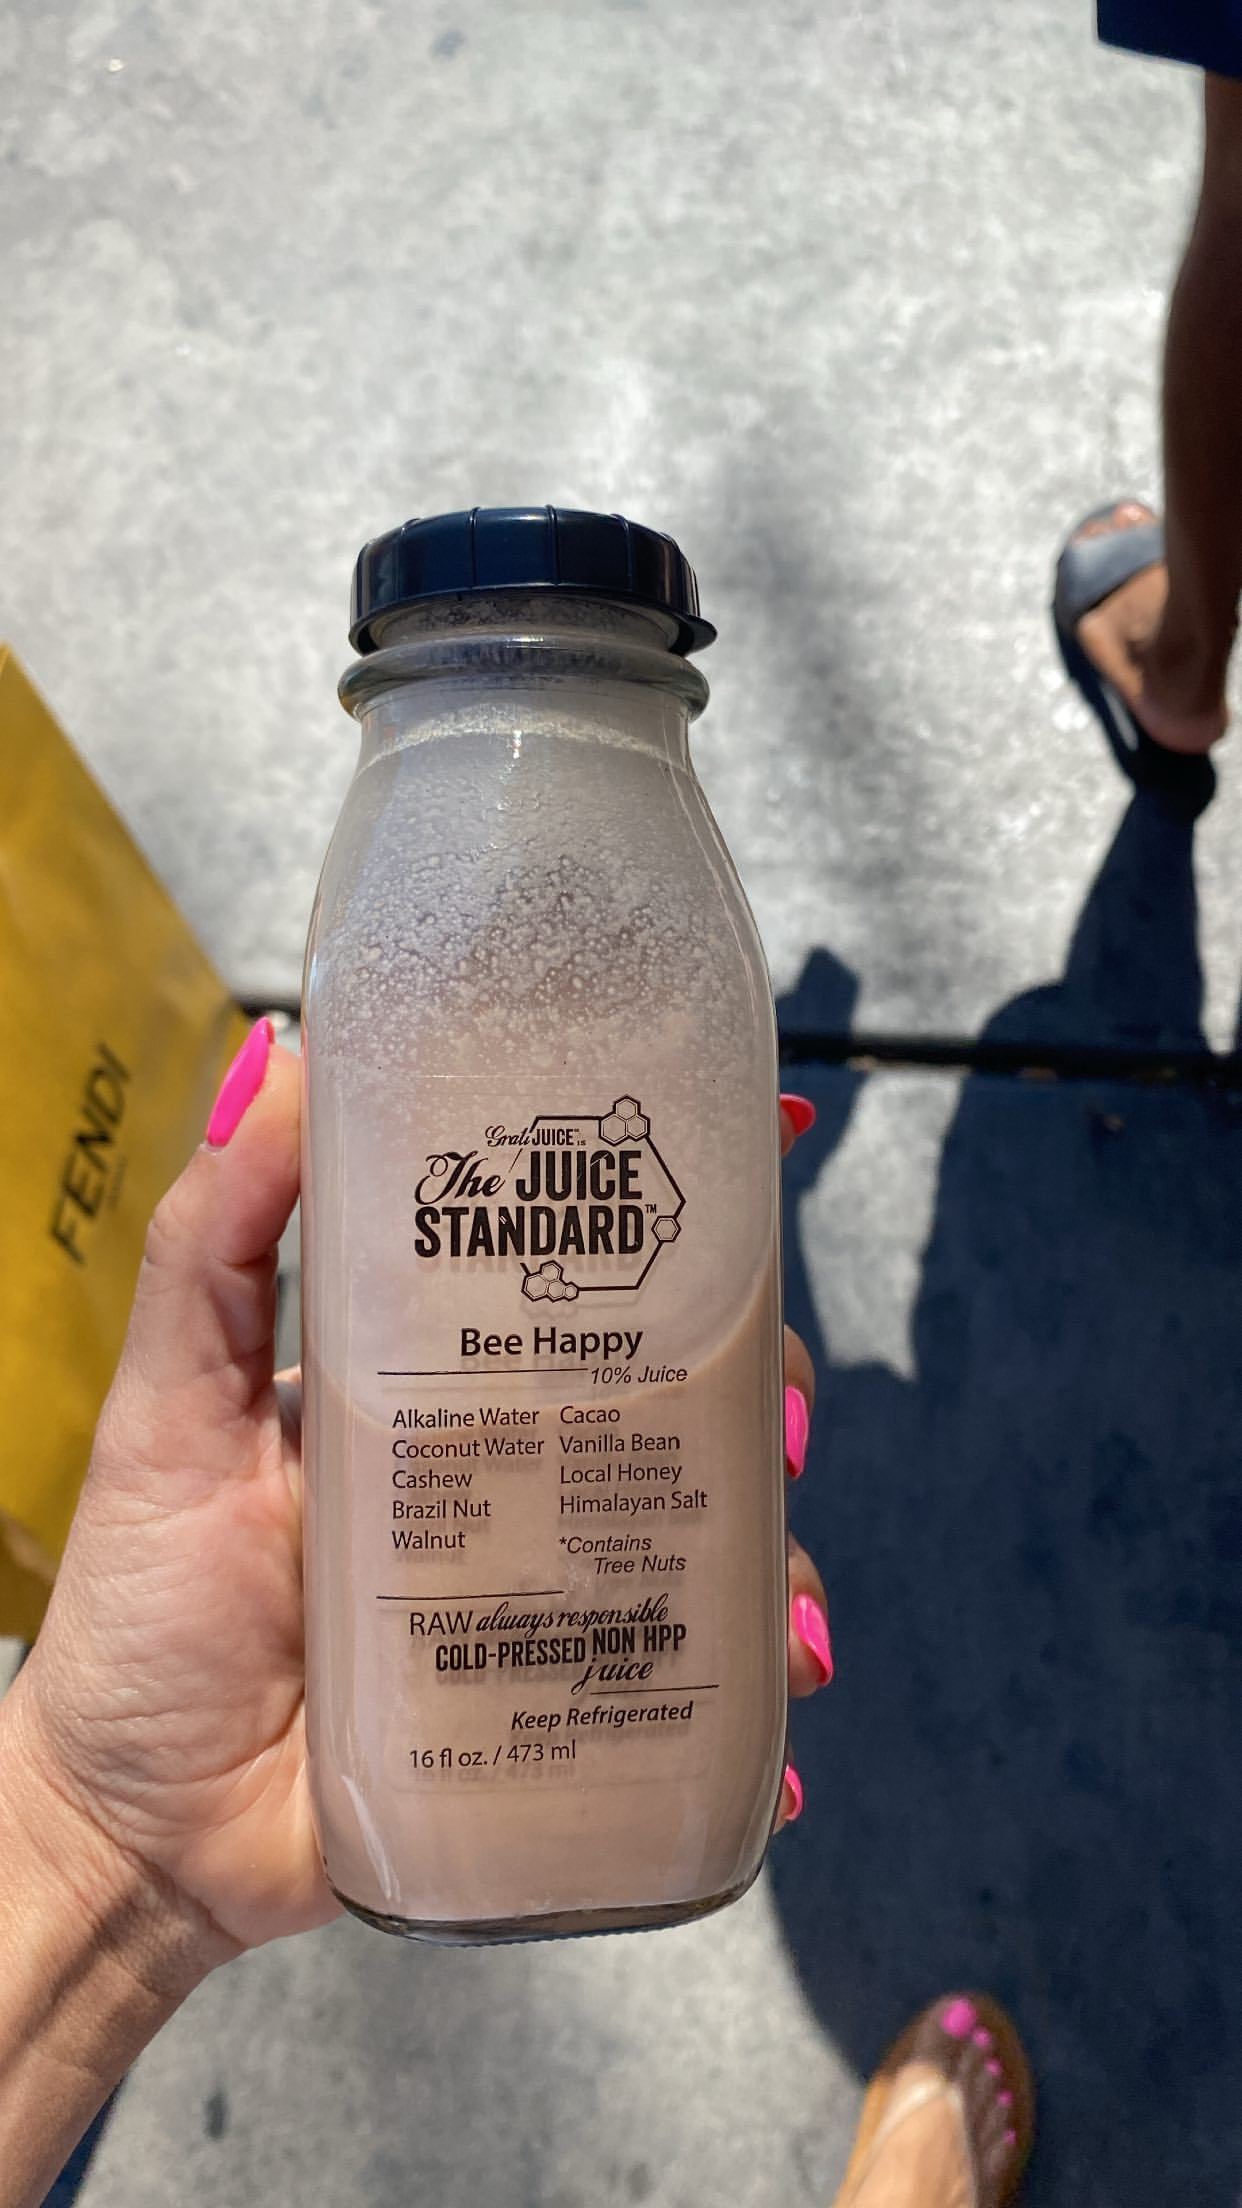 FENDI
Grati JUICE™ IS
The JUICE
STANDARD™
Bee Happy
10% Juice
Alkaline Water
Coconut Water
Cashew
Brazil Nut
Walnut
Cacao
Vanilla Bean
Local Honey
Himalayan Salt
*Contains
Tree Nuts
RAW always responsible
COLD-PRESSED NON HPP
juice
Keep Refrigerated
16 fl oz. / 473 ml